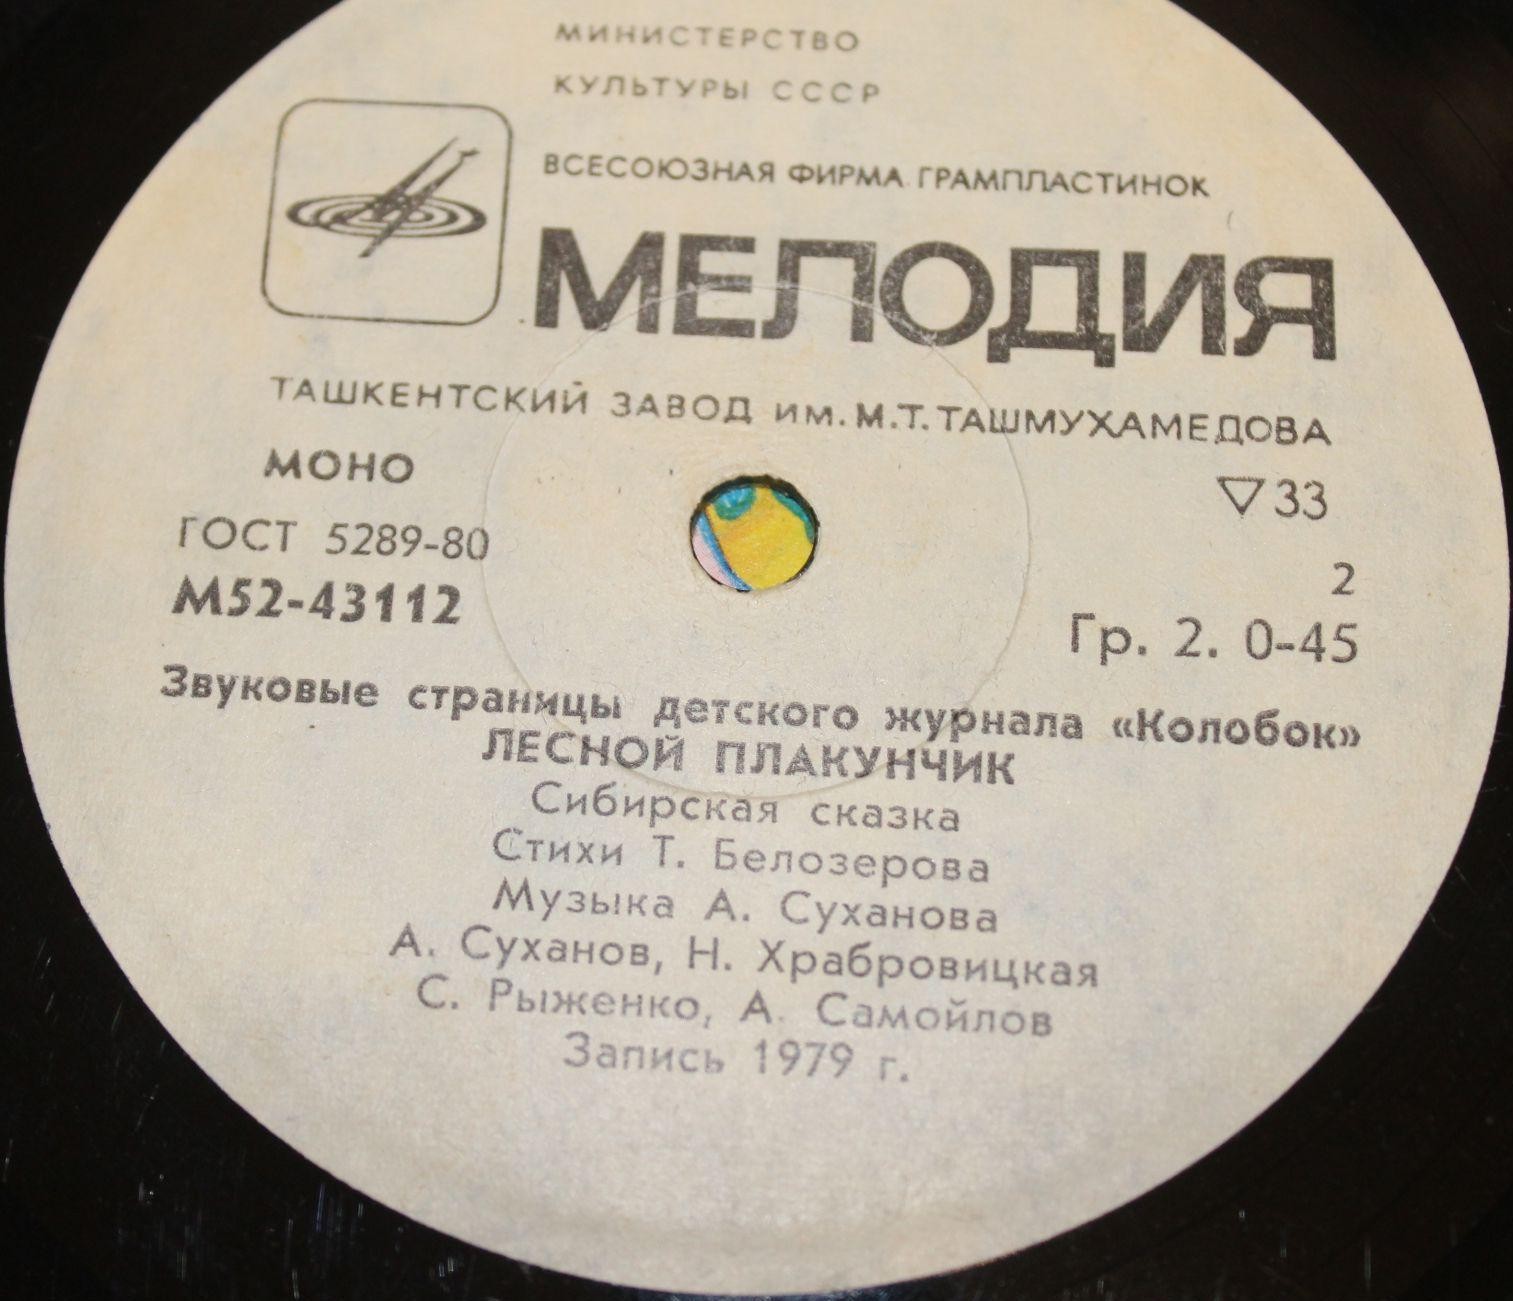 МИНИСТЕРСТВО
КУЛЬТУРЫ СССР
ВСЕСОЮЗНАЯ ФИРМА ГРАМПЛАСТИНОК
МЕЛОДИЯ
ТАШКЕНТСКИЙ ЗАВОД им. М.Т. ТАШМУХАМЕДОВА
МОНО
▽33
ГОСТ 5289-80
М52-43112
2
Гр. 2. 0-45
Звуковые страницы детского журнала «Колобок»
ЛЕСНОЙ ПЛАКУНЧИК
Сибирская сказка
Стихи Т. Белозерова
Музыка А. Суханова
А. Суханов, Н. Храбровицкая
С. Рыженко, А. Самойлов
Запись 1979 г.